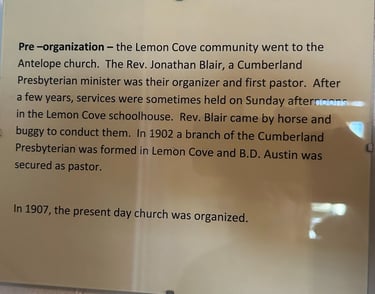 Pre –organization – the Lemon Cove community went to the
Antelope church. The Rev. Jonathan Blair, a Cumberland
Presbyterian minister was their organizer and first pastor. After
a few years, services were sometimes held on Sunday afternoons
in the Lemon Cove schoolhouse. Rev. Blair came by horse and
buggy to conduct them. In 1902 a branch of the Cumberland
Presbyterian was formed in Lemon Cove and B.D. Austin was
secured as pastor.
In 1907, the present day church was organized.